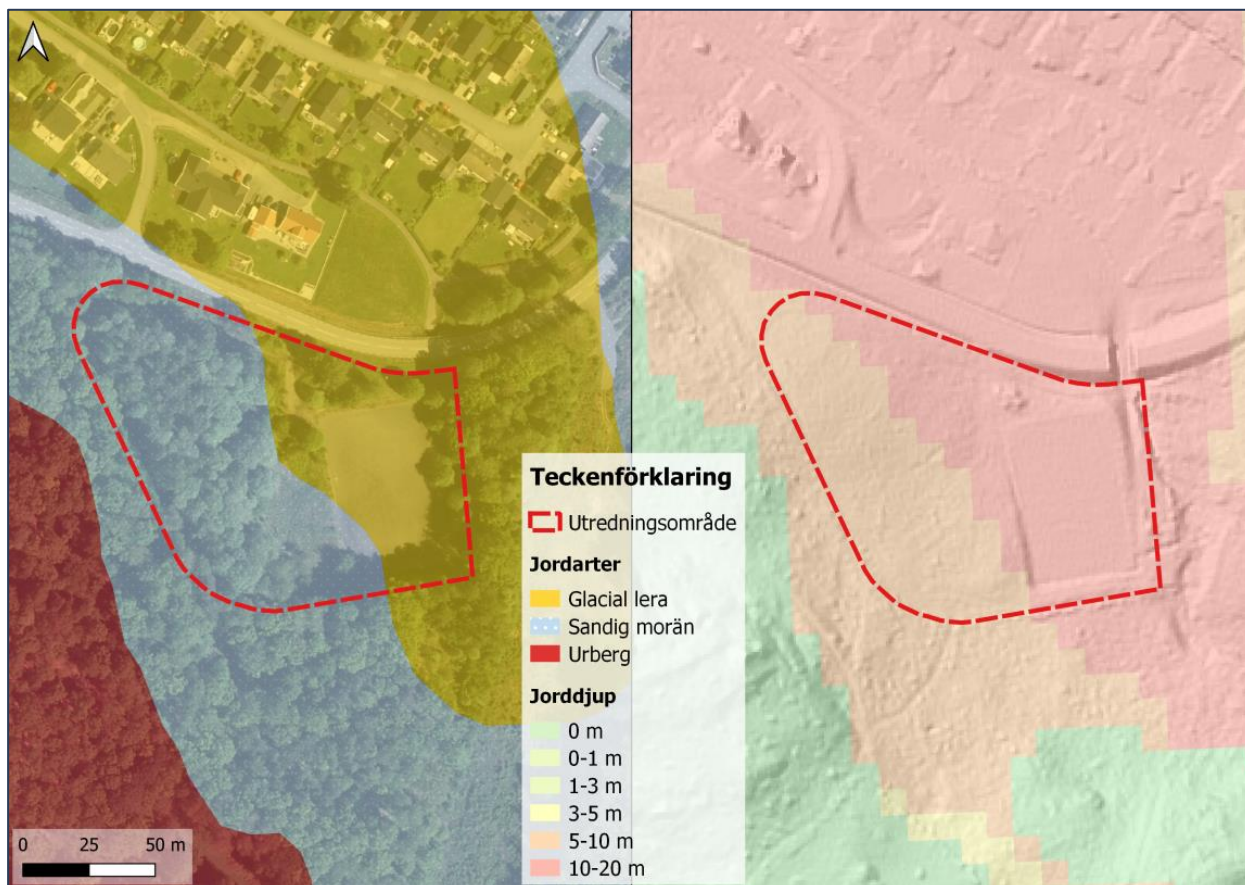 Teckenförklaring
Utredningsområde
Jordarter
Glacial lera
Sandig morän
Urberg
Jorddjup
0 m
0-1 m
1-3 m
3-5 m
5-10 m
10-20 m
0 25 50 m